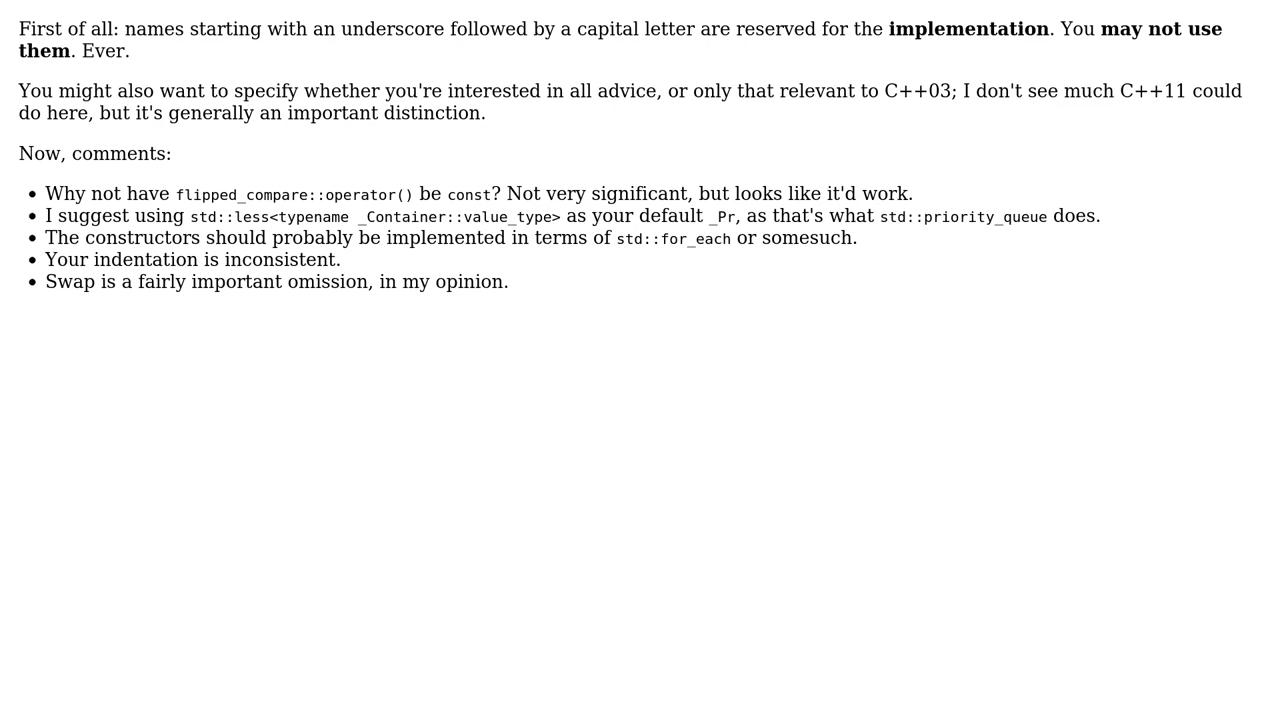 First of all: names starting with an underscore followed by a capital letter are reserved for the implementation. You may not use
them. Ever.
You might also want to specify whether you're interested in all advice, or only that relevant to C++03; I don't see much C++11 could
do here, but it's generally an important distinction.
Now, comments:
• Why not have flipped_compare::operator() be const? Not very significant, but looks like it'd work.
• I suggest using std::less<typename _Container::value_type> as your default _Pr, as that's what std::priority_queue does.
• The constructors should probably be implemented in terms of std::for_each or somesuch.
• Your indentation is inconsistent.
• Swap is a fairly important omission, in my opinion.